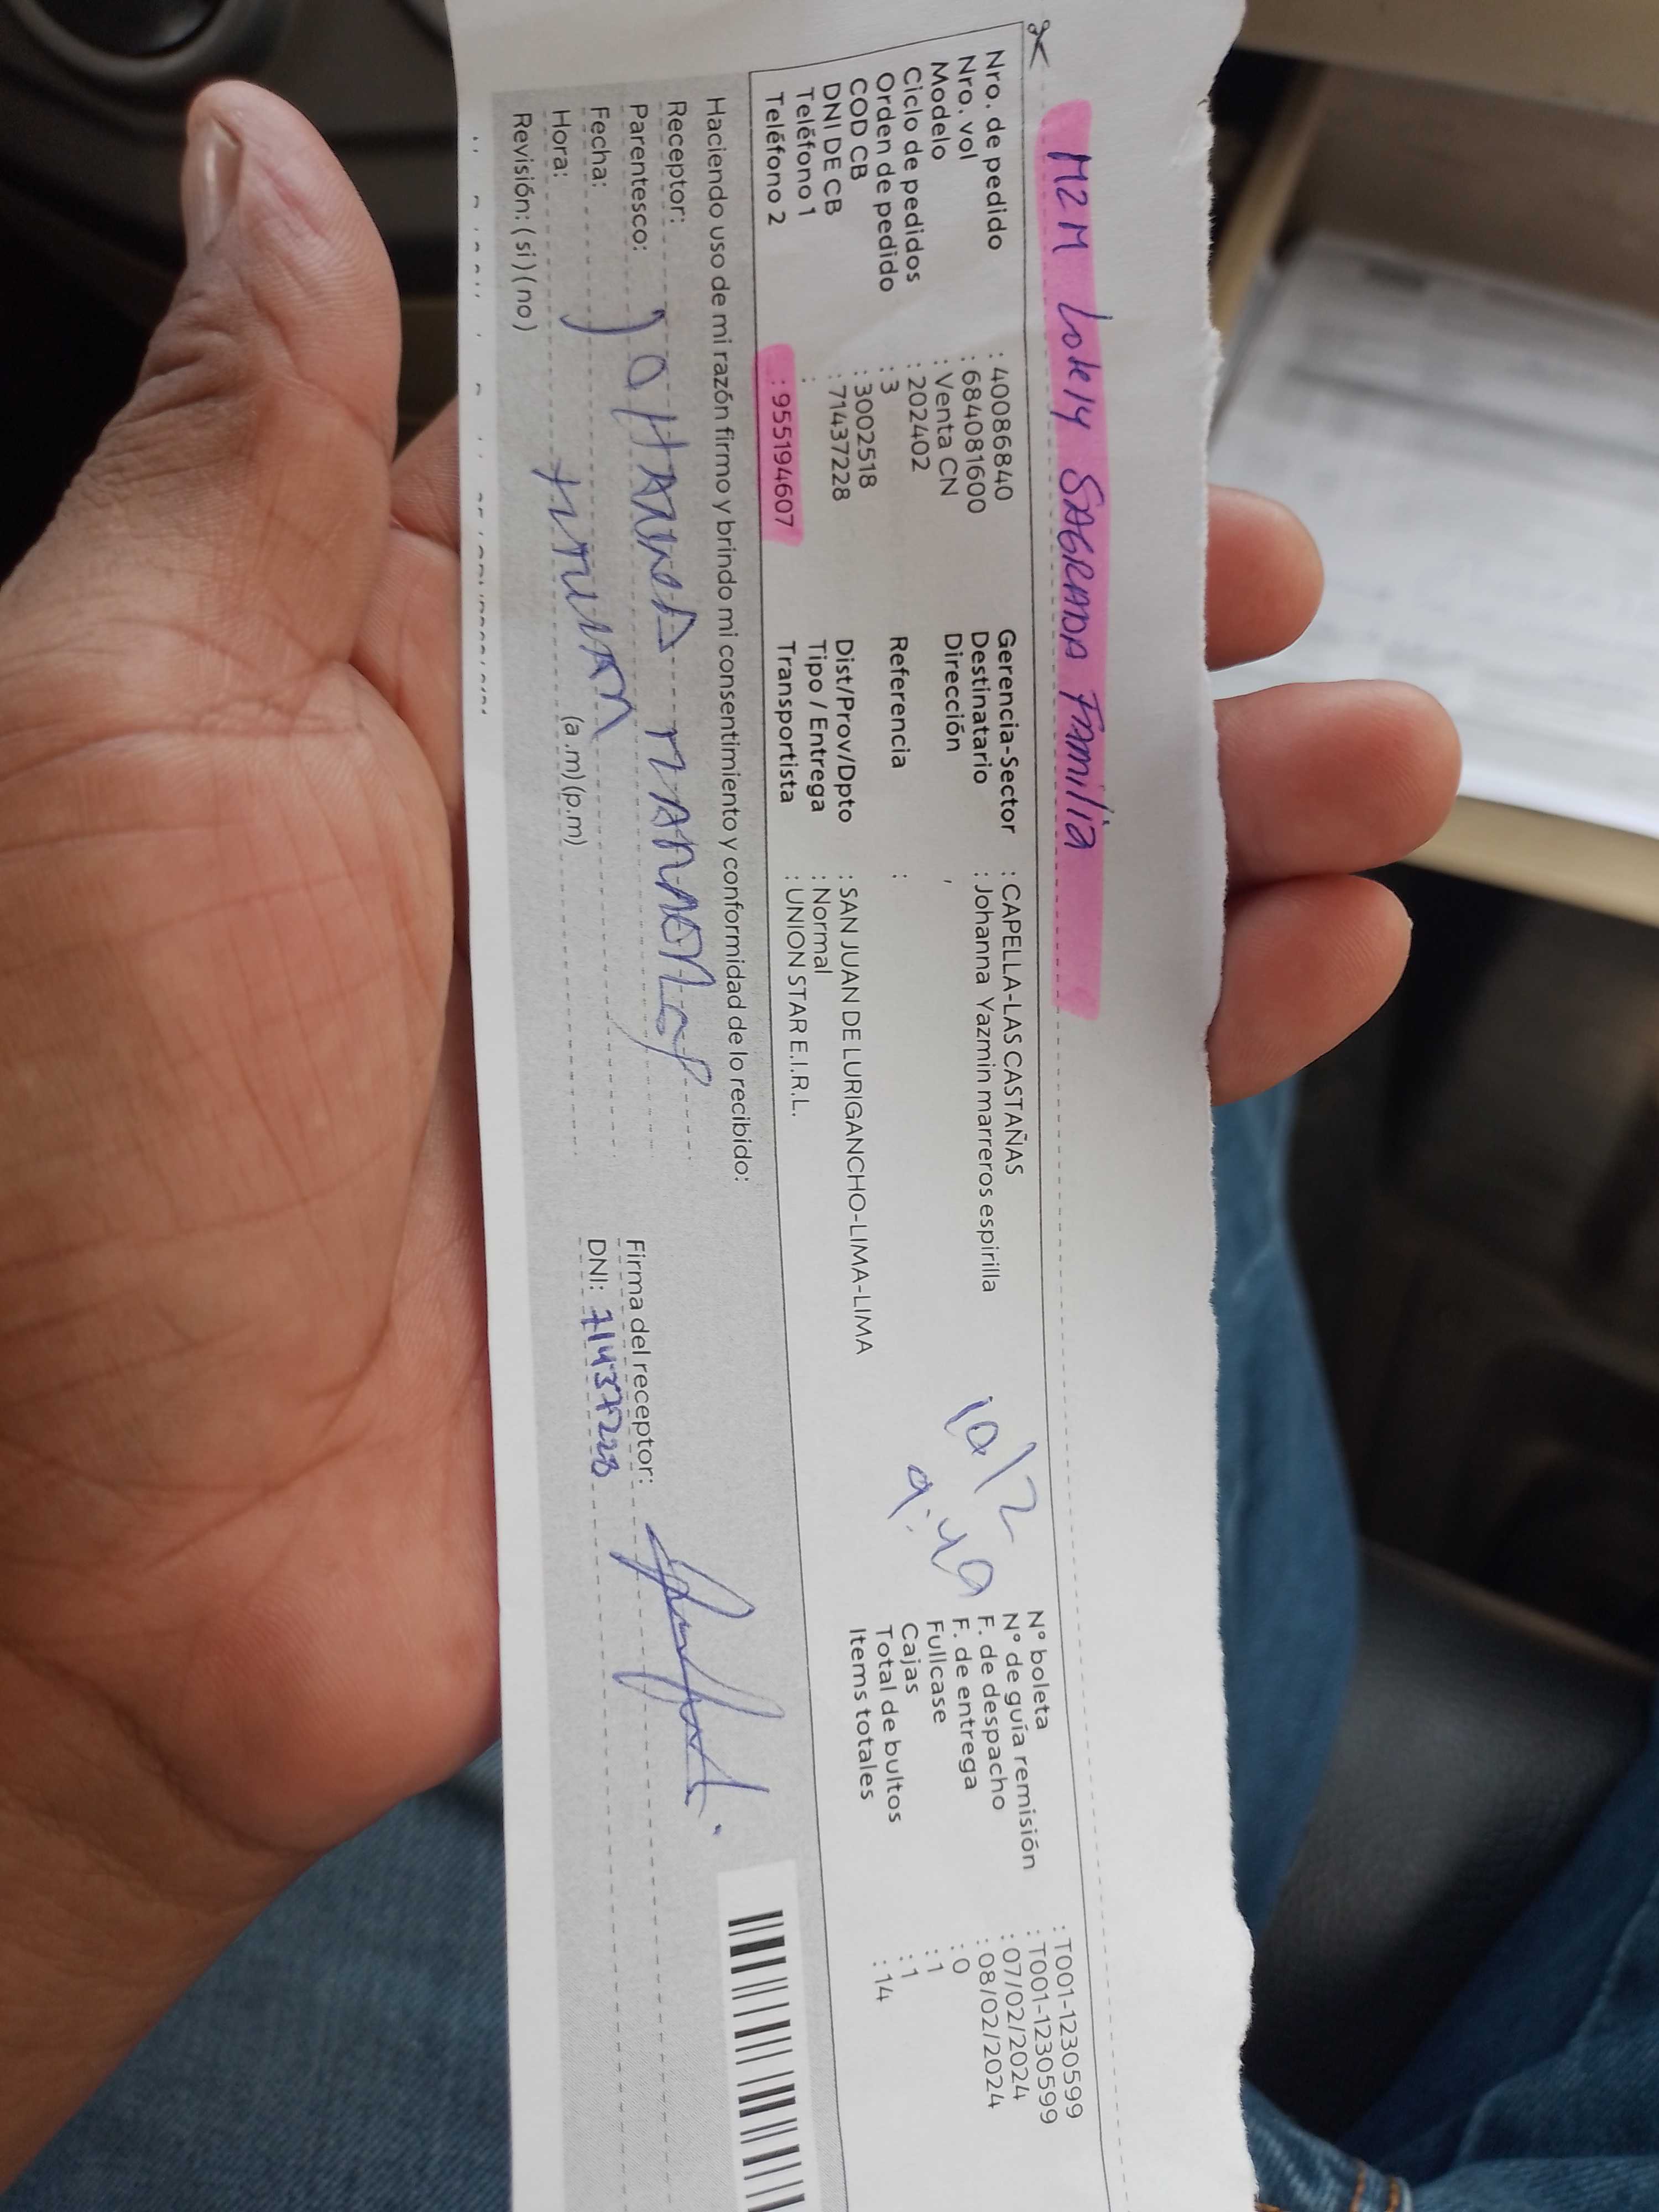 M2M Lote 14 SAGRADA FAMILIA
Nro. de pedido : 40086840
Nro. vol : 684081600
Modelo : Venta CN
Ciclo de pedidos : 202402
Orden de pedido : 3
COD CB : 3002518
DNI DE CB : 71437228
Teléfono 1 :
Teléfono 2 : 955194607
Gerencia-Sector : CAPELLA-LAS CASTAÑAS
Destinatario : Johanna Yazmin marreros espirilla
Dirección ,
Referencia :
Dist/Prov/Dpto : SAN JUAN DE LURIGANCHO-LIMA-LIMA
Tipo / Entrega : Normal
Transportista : UNION STAR E.I.R.L.
10/2
9:49
N° boleta : T001-1230599
N° de guía remisión : T001-1230599
F. de despacho : 07/02/2024
F. de entrega : 08/02/2024
Fullcase : 0
Cajas : 1
Total de bultos : 1
Items totales : 14
Haciendo uso de mi razón firmo y brindo mi consentimiento y conformidad de lo recibido:
Receptor: Johanna marreros
Parentesco:
Fecha: titular
Hora: (a.m)(p.m)
Revisión: (si)(no)
Firma del receptor:
DNI: 71437228